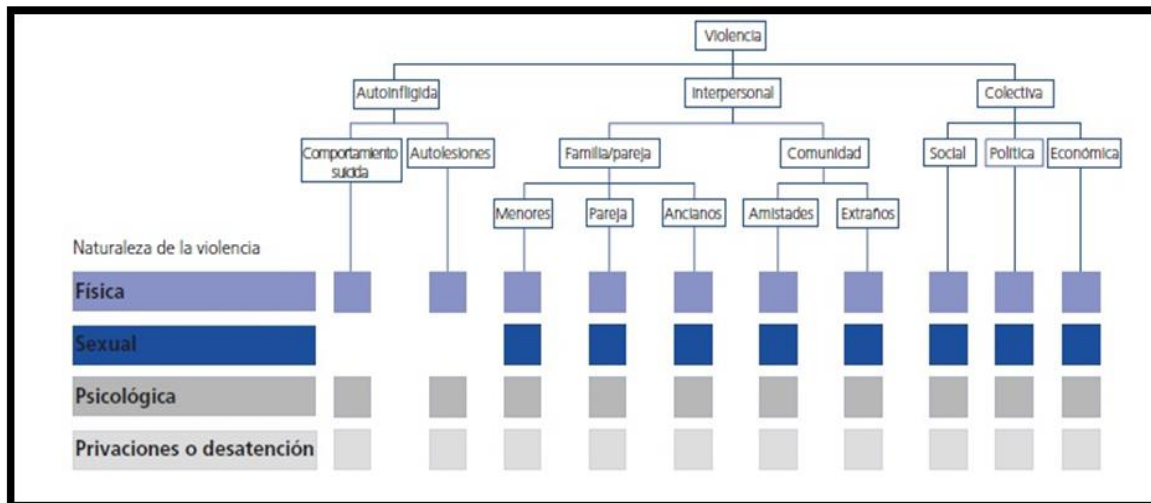 Violencia
Autoinfligida
Interpersonal
Colectiva
Comportamiento
suicida
Autolesiones
Familia/pareja
Comunidad
Social
Política
Económica
Menores
Pareja
Ancianos
Amistades
Extraños
Naturaleza de la violencia
Física
Sexual
Psicológica
Privaciones o desatención